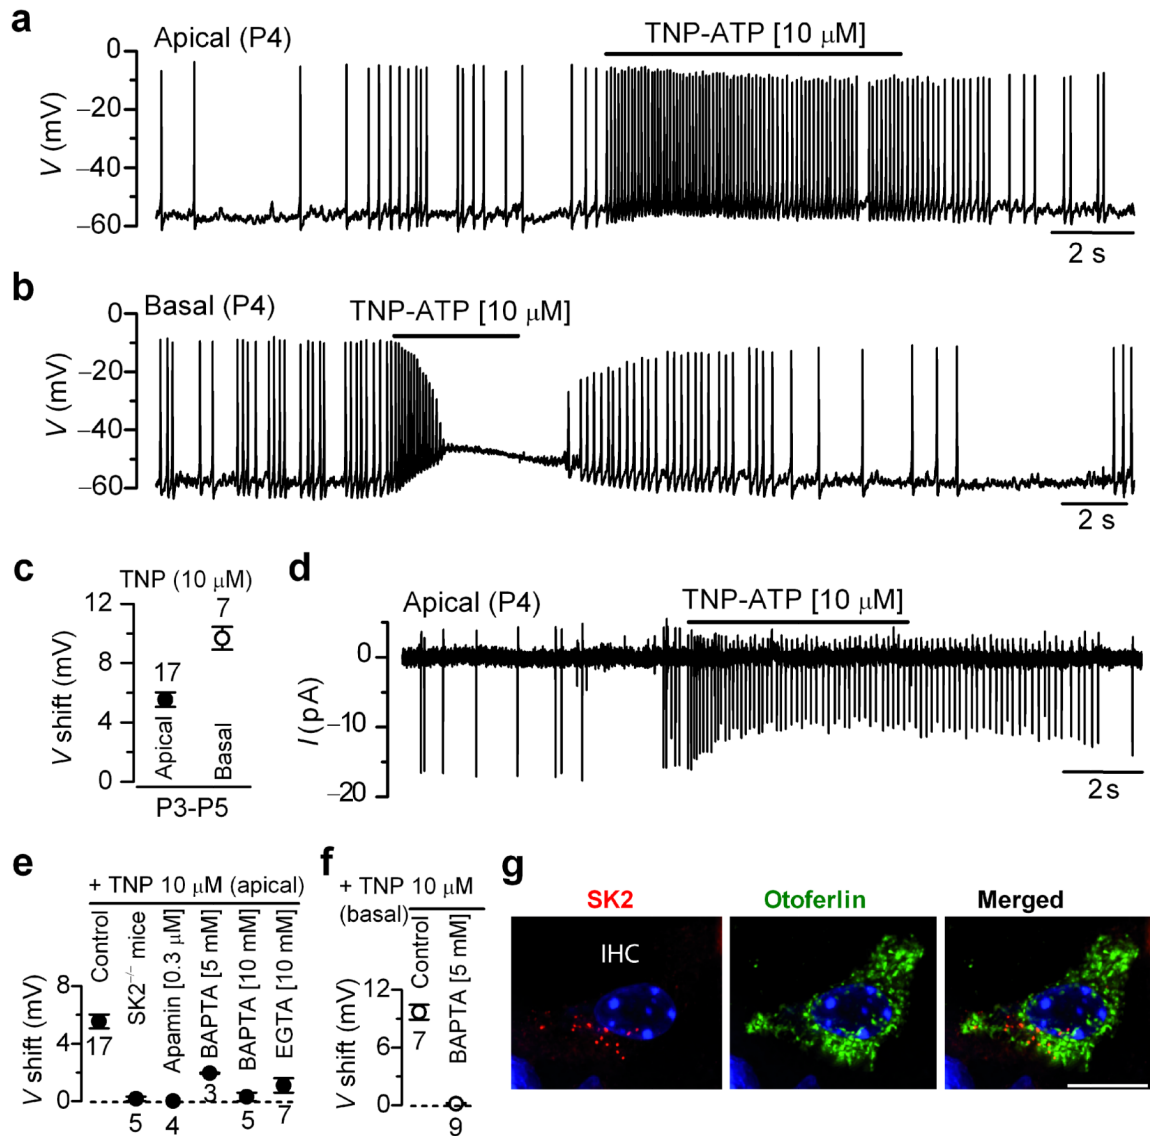 a
Apical (P4)
TNP-ATP [10 μM]
V (mV)
0
−20
−40
−60
2 s
b
Basal (P4)
TNP-ATP [10 μM]
V (mV)
0
−20
−40
−60
2 s
c
TNP (10 μM)
V shift (mV)
12
8
4
0
17
7
Apical
Basal
P3-P5
d
Apical (P4)
TNP-ATP [10 μM]
I (pA)
0
−10
−20
2s
e
+ TNP 10 μM (apical)
V shift (mV)
8
4
0
Control
SK2−/− mice
Apamin [0.3 μM]
BAPTA [5 mM]
BAPTA [10 mM]
EGTA [10 mM]
17
5
4
3
5
7
f
+ TNP 10 μM
(basal)
V shift (mV)
12
9
6
3
0
Control
BAPTA [5 mM]
7
9
g
SK2
Otoferlin
Merged
IHC